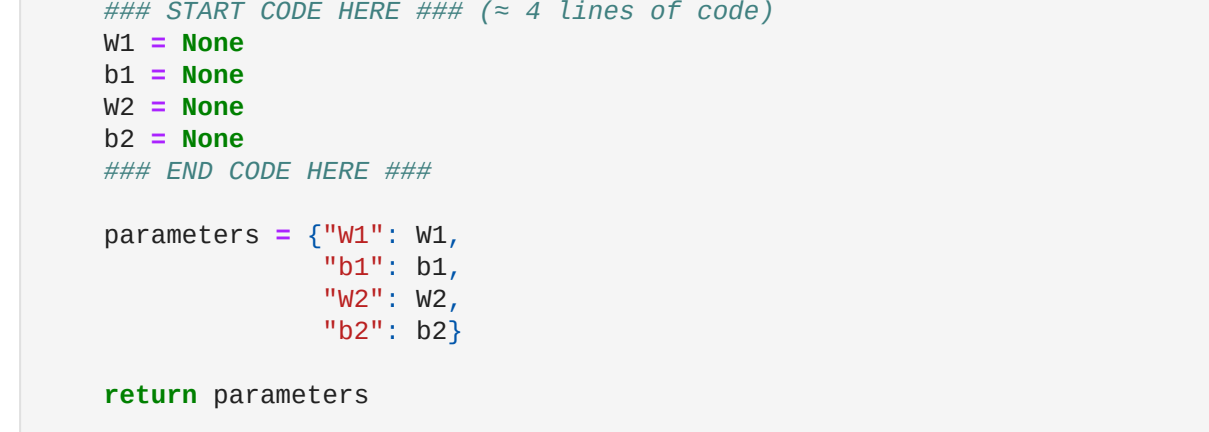 ### START CODE HERE ### (≈ 4 lines of code)
W1 = None
b1 = None
W2 = None
b2 = None
### END CODE HERE ###
parameters = {"W1": W1,
"b1": b1,
"W2": W2,
"b2": b2}
return parameters